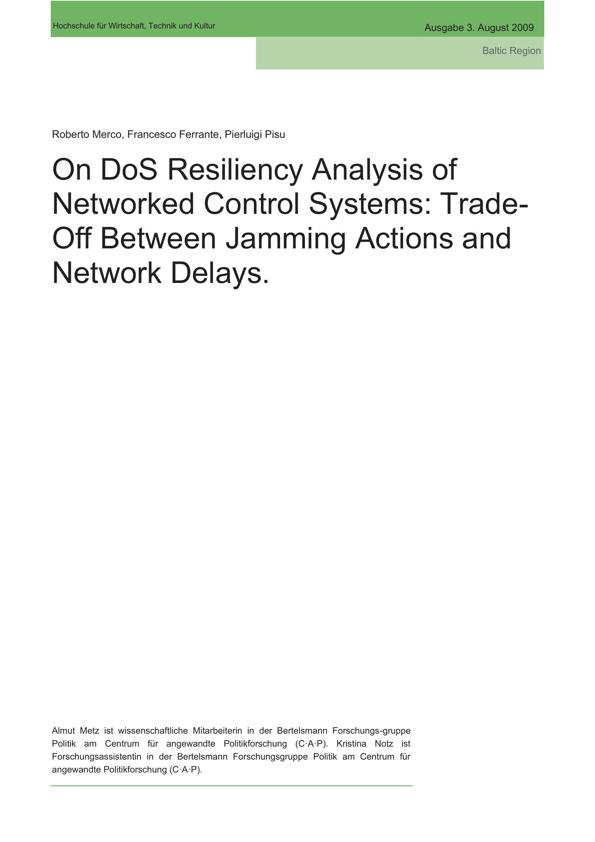 Hochschule für Wirtschaft, Technik und Kultur
Ausgabe 3. August 2009
Baltic Region
Roberto Merco, Francesco Ferrante, Pierluigi Pisu
On DoS Resiliency Analysis of
Networked Control Systems: Trade-
Off Between Jamming Actions and
Network Delays.
Almut Metz ist wissenschaftliche Mitarbeiterin in der Bertelsmann Forschungs-gruppe
Politik am Centrum für angewandte Politikforschung (C·A·P). Kristina Notz ist
Forschungsassistentin in der Bertelsmann Forschungsgruppe Politik am Centrum für
angewandte Politikforschung (C·A·P).